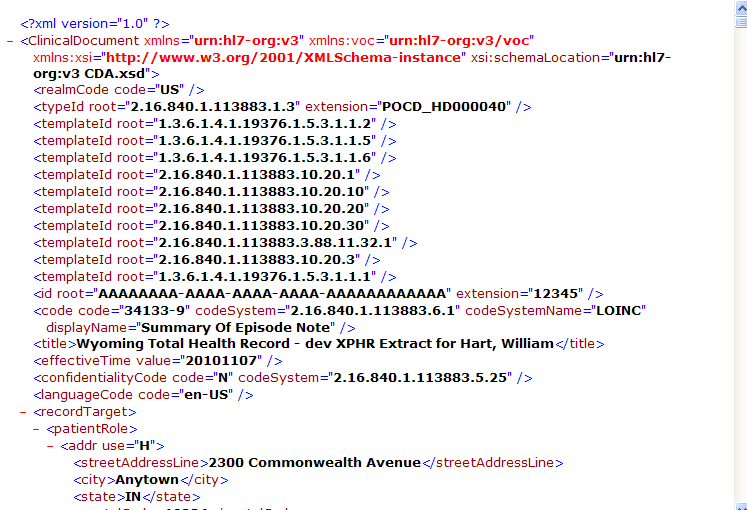 <?xml version="1.0" ?>
– <ClinicalDocument xmlns="urn:hl7-org:v3" xmlns:voc="urn:hl7-org:v3/voc"
xmlns:xsi="http://www.w3.org/2001/XMLSchema-instance" xsi:schemaLocation="urn:hl7-
org:v3 CDA.xsd">
<realmCode code="US" />
<typeId root="2.16.840.1.113883.1.3" extension="POCD_HD000040" />
<templateId root="1.3.6.1.4.1.19376.1.5.3.1.1.2" />
<templateId root="1.3.6.1.4.1.19376.1.5.3.1.1.5" />
<templateId root="1.3.6.1.4.1.19376.1.5.3.1.1.6" />
<templateId root="2.16.840.1.113883.10.20.1" />
<templateId root="2.16.840.1.113883.10.20.10" />
<templateId root="2.16.840.1.113883.10.20.20" />
<templateId root="2.16.840.1.113883.10.20.30" />
<templateId root="2.16.840.1.113883.3.88.11.32.1" />
<templateId root="2.16.840.1.113883.10.20.3" />
<templateId root="1.3.6.1.4.1.19376.1.5.3.1.1.1" />
<id root="AAAAAAAA-AAAA-AAAA-AAAA-AAAAAAAAAAAA" extension="12345" />
<code code="34133-9" codeSystem="2.16.840.1.113883.6.1" codeSystemName="LOINC"
displayName="Summary Of Episode Note" />
<title>Wyoming Total Health Record - dev XPHR Extract for Hart, William</title>
<effectiveTime value="20101107" />
<confidentialityCode code="N" codeSystem="2.16.840.1.113883.5.25" />
<languageCode code="en-US" />
– <recordTarget>
– <patientRole>
– <addr use="H">
<streetAddressLine>2300 Commonwealth Avenue</streetAddressLine>
<city>Anytown</city>
<state>IN</state>